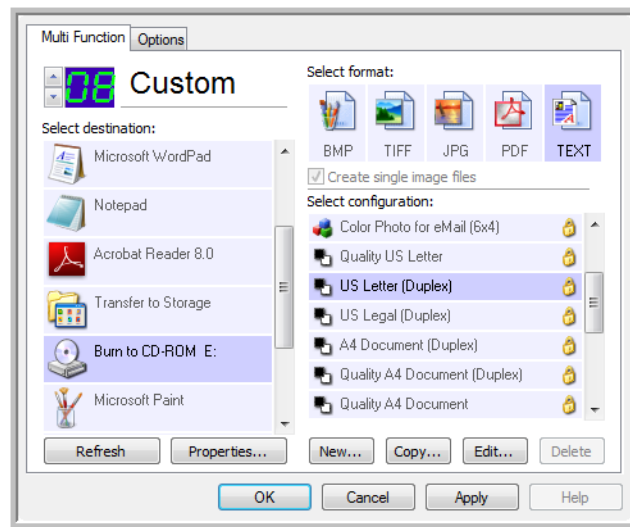 Multi Function
Options
08 Custom
Select destination:
Microsoft WordPad
Notepad
Acrobat Reader 8.0
Transfer to Storage
Burn to CD-ROM  E:
Microsoft Paint
Refresh
Properties...
Select format:
BMP TIFF JPG PDF TEXT
Create single image files
Select configuration:
Color Photo for eMail (6x4)
Quality US Letter
US Letter (Duplex)
US Legal (Duplex)
A4 Document (Duplex)
Quality A4 Document (Duplex)
Quality A4 Document
New... Copy... Edit... Delete
OK Cancel Apply Help